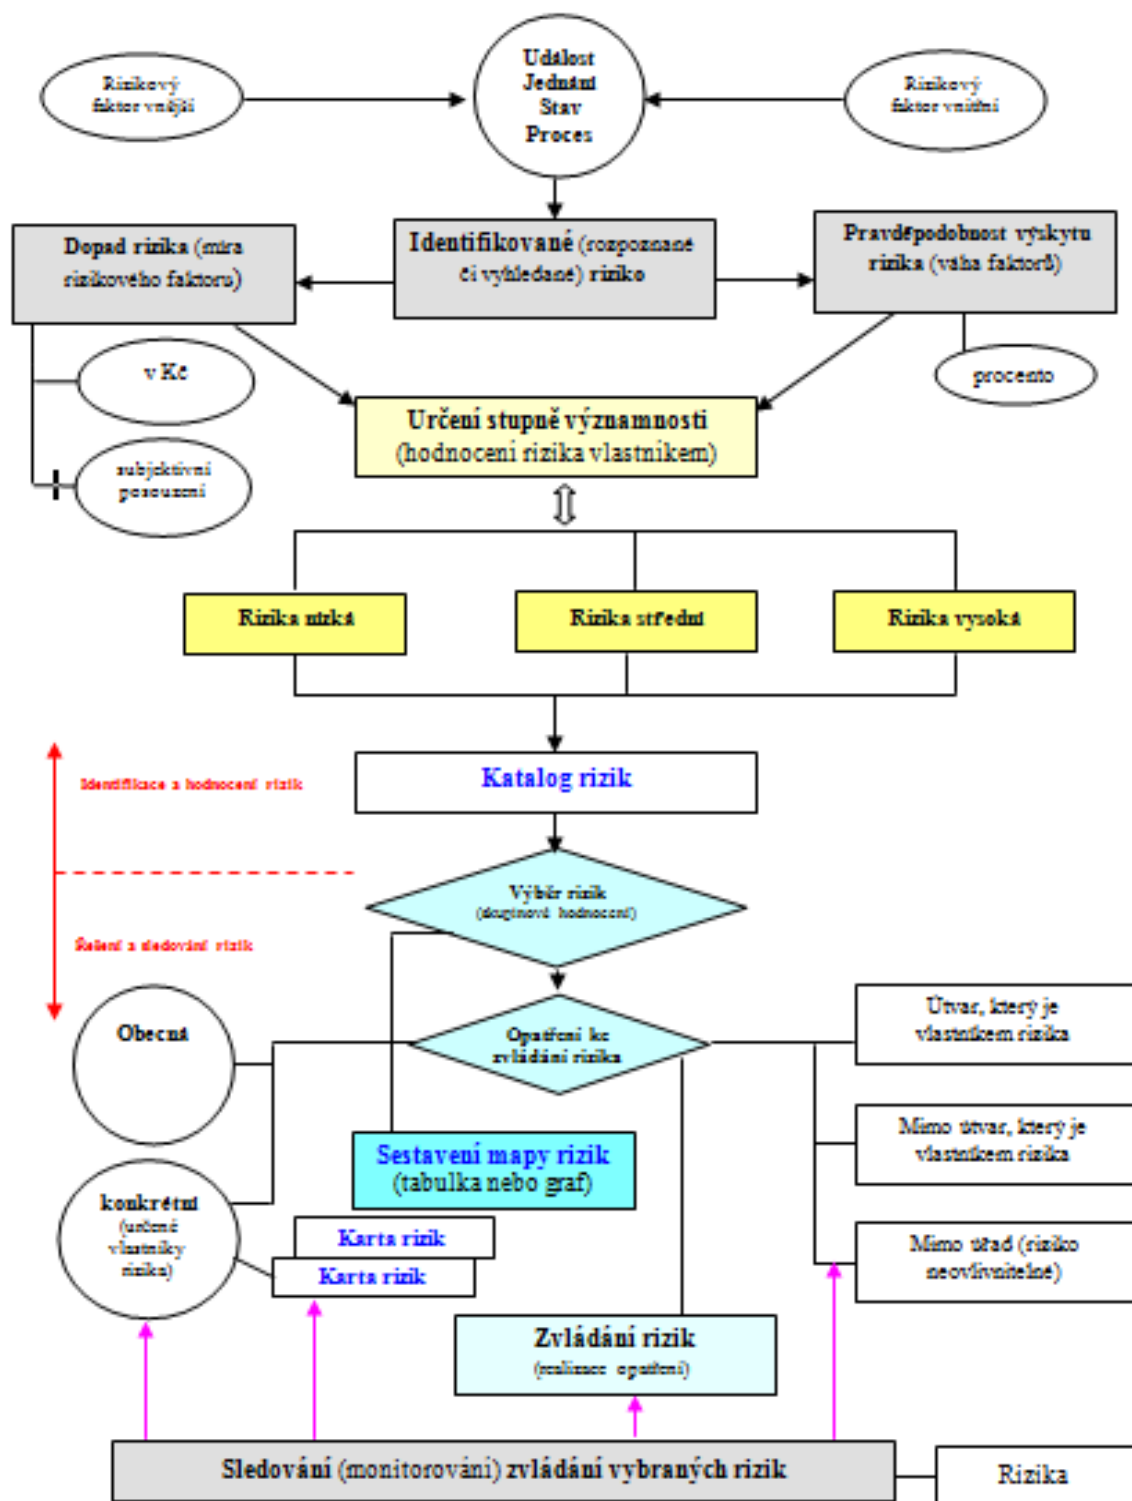 Událost
Jednání
Stav
Proces
Rizikový
faktor vnější
Rizikový
faktor vnitřní
Dopad rizika (míra
rizikového faktoru)
Identifikované (rozpoznané
či vyhledané) riziko
Pravděpodobnost výskytu
rizika (váha faktorů)
v Kč
procento
subjektivní
posouzení
Určení stupně významnosti
(hodnocení rizika vlastníkem)
Rizika nízká
Rizika střední
Rizika vysoká
Katalog rizik
Identifikace a hodnocení rizik
Výběr rizik
(skupinové hodnocení)
Řešení a sledování rizik
Obecná
Opatření ke
zvládání rizika
Útvar, který je
vlastníkem rizika
Mimo útvar, který je
vlastníkem rizika
Mimo úřad (riziko
neovlivnitelné)
Sestavení mapy rizik
(tabulka nebo graf)
konkrétní
(určené
vlastníky
rizika)
Karta rizik
Karta rizik
Zvládání rizik
(realizace opatření)
Sledování (monitorování) zvládání vybraných rizik
Rizika